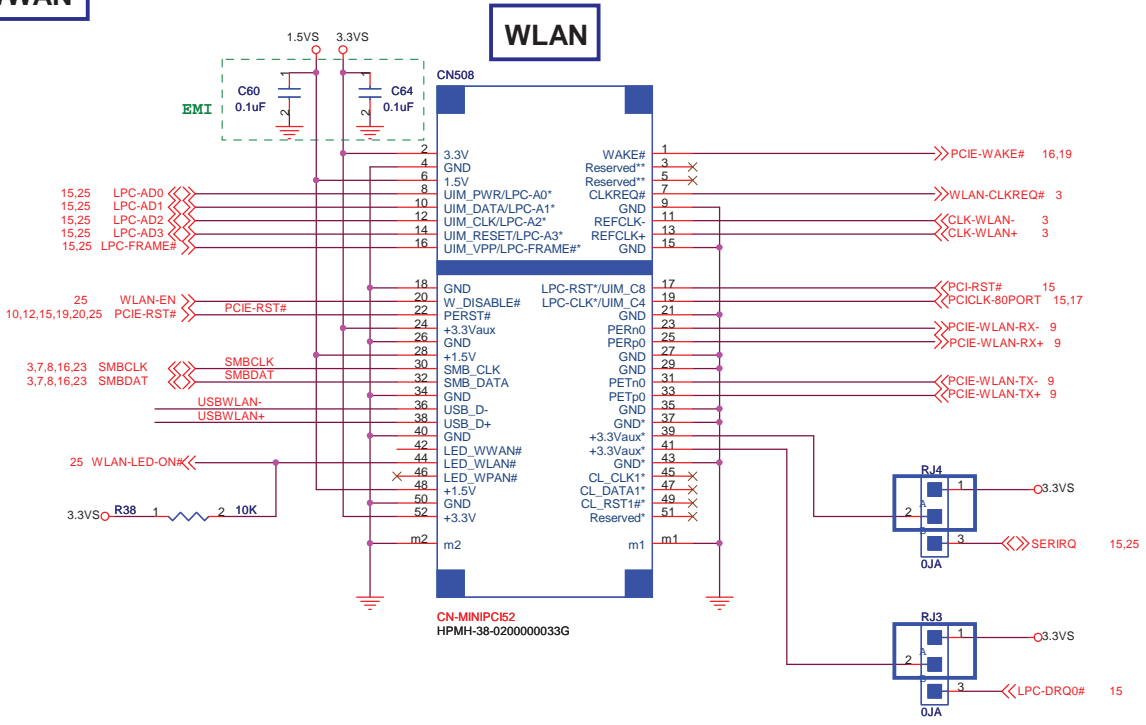 WLAN
1.5VS 3.3VS
EMI
C60
0.1uF
1
2
C64
0.1uF
1
2
CN508
2 3.3V
4 GND
6 1.5V
8 UIM_PWR/LPC-A0*
10 UIM_DATA/LPC-A1*
12 UIM_CLK/LPC-A2*
14 UIM_RESET/LPC-A3*
16 UIM_VPP/LPC-FRAME#*
18 GND
20 W_DISABLE#
22 PERST#
24 +3.3Vaux
26 GND
28 +1.5V
30 SMB_CLK
32 SMB_DATA
34 GND
36 USB_D-
38 USB_D+
40 GND
42 LED_WWAN#
44 LED_WLAN#
46 LED_WPAN#
48 +1.5V
50 GND
52 +3.3V
m2 m2
WAKE# 1
Reserved** 3
Reserved** 5
CLKREQ# 7
GND 9
REFCLK- 11
REFCLK+ 13
GND 15
LPC-RST*/UIM_C8 17
LPC-CLK*/UIM_C4 19
GND 21
PERn0 23
PERp0 25
GND 27
GND 29
PETn0 31
PETp0 33
GND 35
GND* 37
+3.3Vaux* 39
+3.3Vaux* 41
GND* 43
CL_CLK1* 45
CL_DATA1* 47
CL_RST1#* 49
Reserved* 51
m1 m1
CN-MINIPCI52
HPMH-38-0200000033G
15,25 LPC-AD0
15,25 LPC-AD1
15,25 LPC-AD2
15,25 LPC-AD3
15,25 LPC-FRAME#
25 WLAN-EN
10,12,15,19,20,25 PCIE-RST# PCIE-RST#
3,7,8,16,23 SMBCLK SMBCLK
3,7,8,16,23 SMBDAT SMBDAT
USBWLAN-
USBWLAN+
25 WLAN-LED-ON#
3.3VS R38 1 2 10K
PCIE-WAKE# 16,19
WLAN-CLKREQ# 3
CLK-WLAN- 3
CLK-WLAN+ 3
PCI-RST# 15
PCICLK-80PORT 15,17
PCIE-WLAN-RX- 9
PCIE-WLAN-RX+ 9
PCIE-WLAN-TX- 9
PCIE-WLAN-TX+ 9
RJ4
1 3.3VS
A
2
3 SERIRQ 15,25
0JA
RJ3
1 3.3VS
A
2
3 LPC-DRQ0# 15
0JA